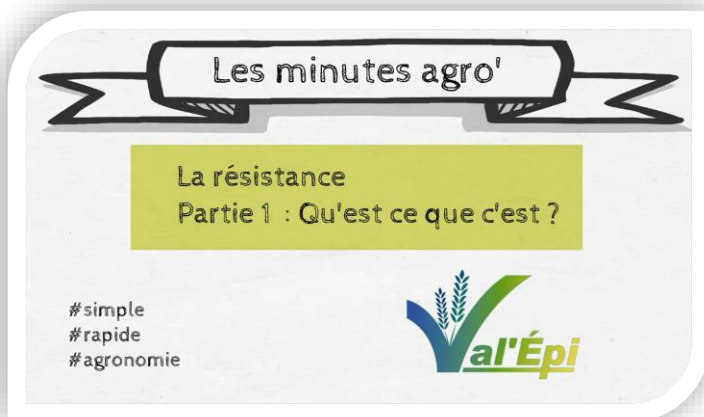 Les minutes agro'
La résistance
Partie 1 : Qu'est ce que c'est ?
#simple
#rapide
#agronomie
Val'Épi